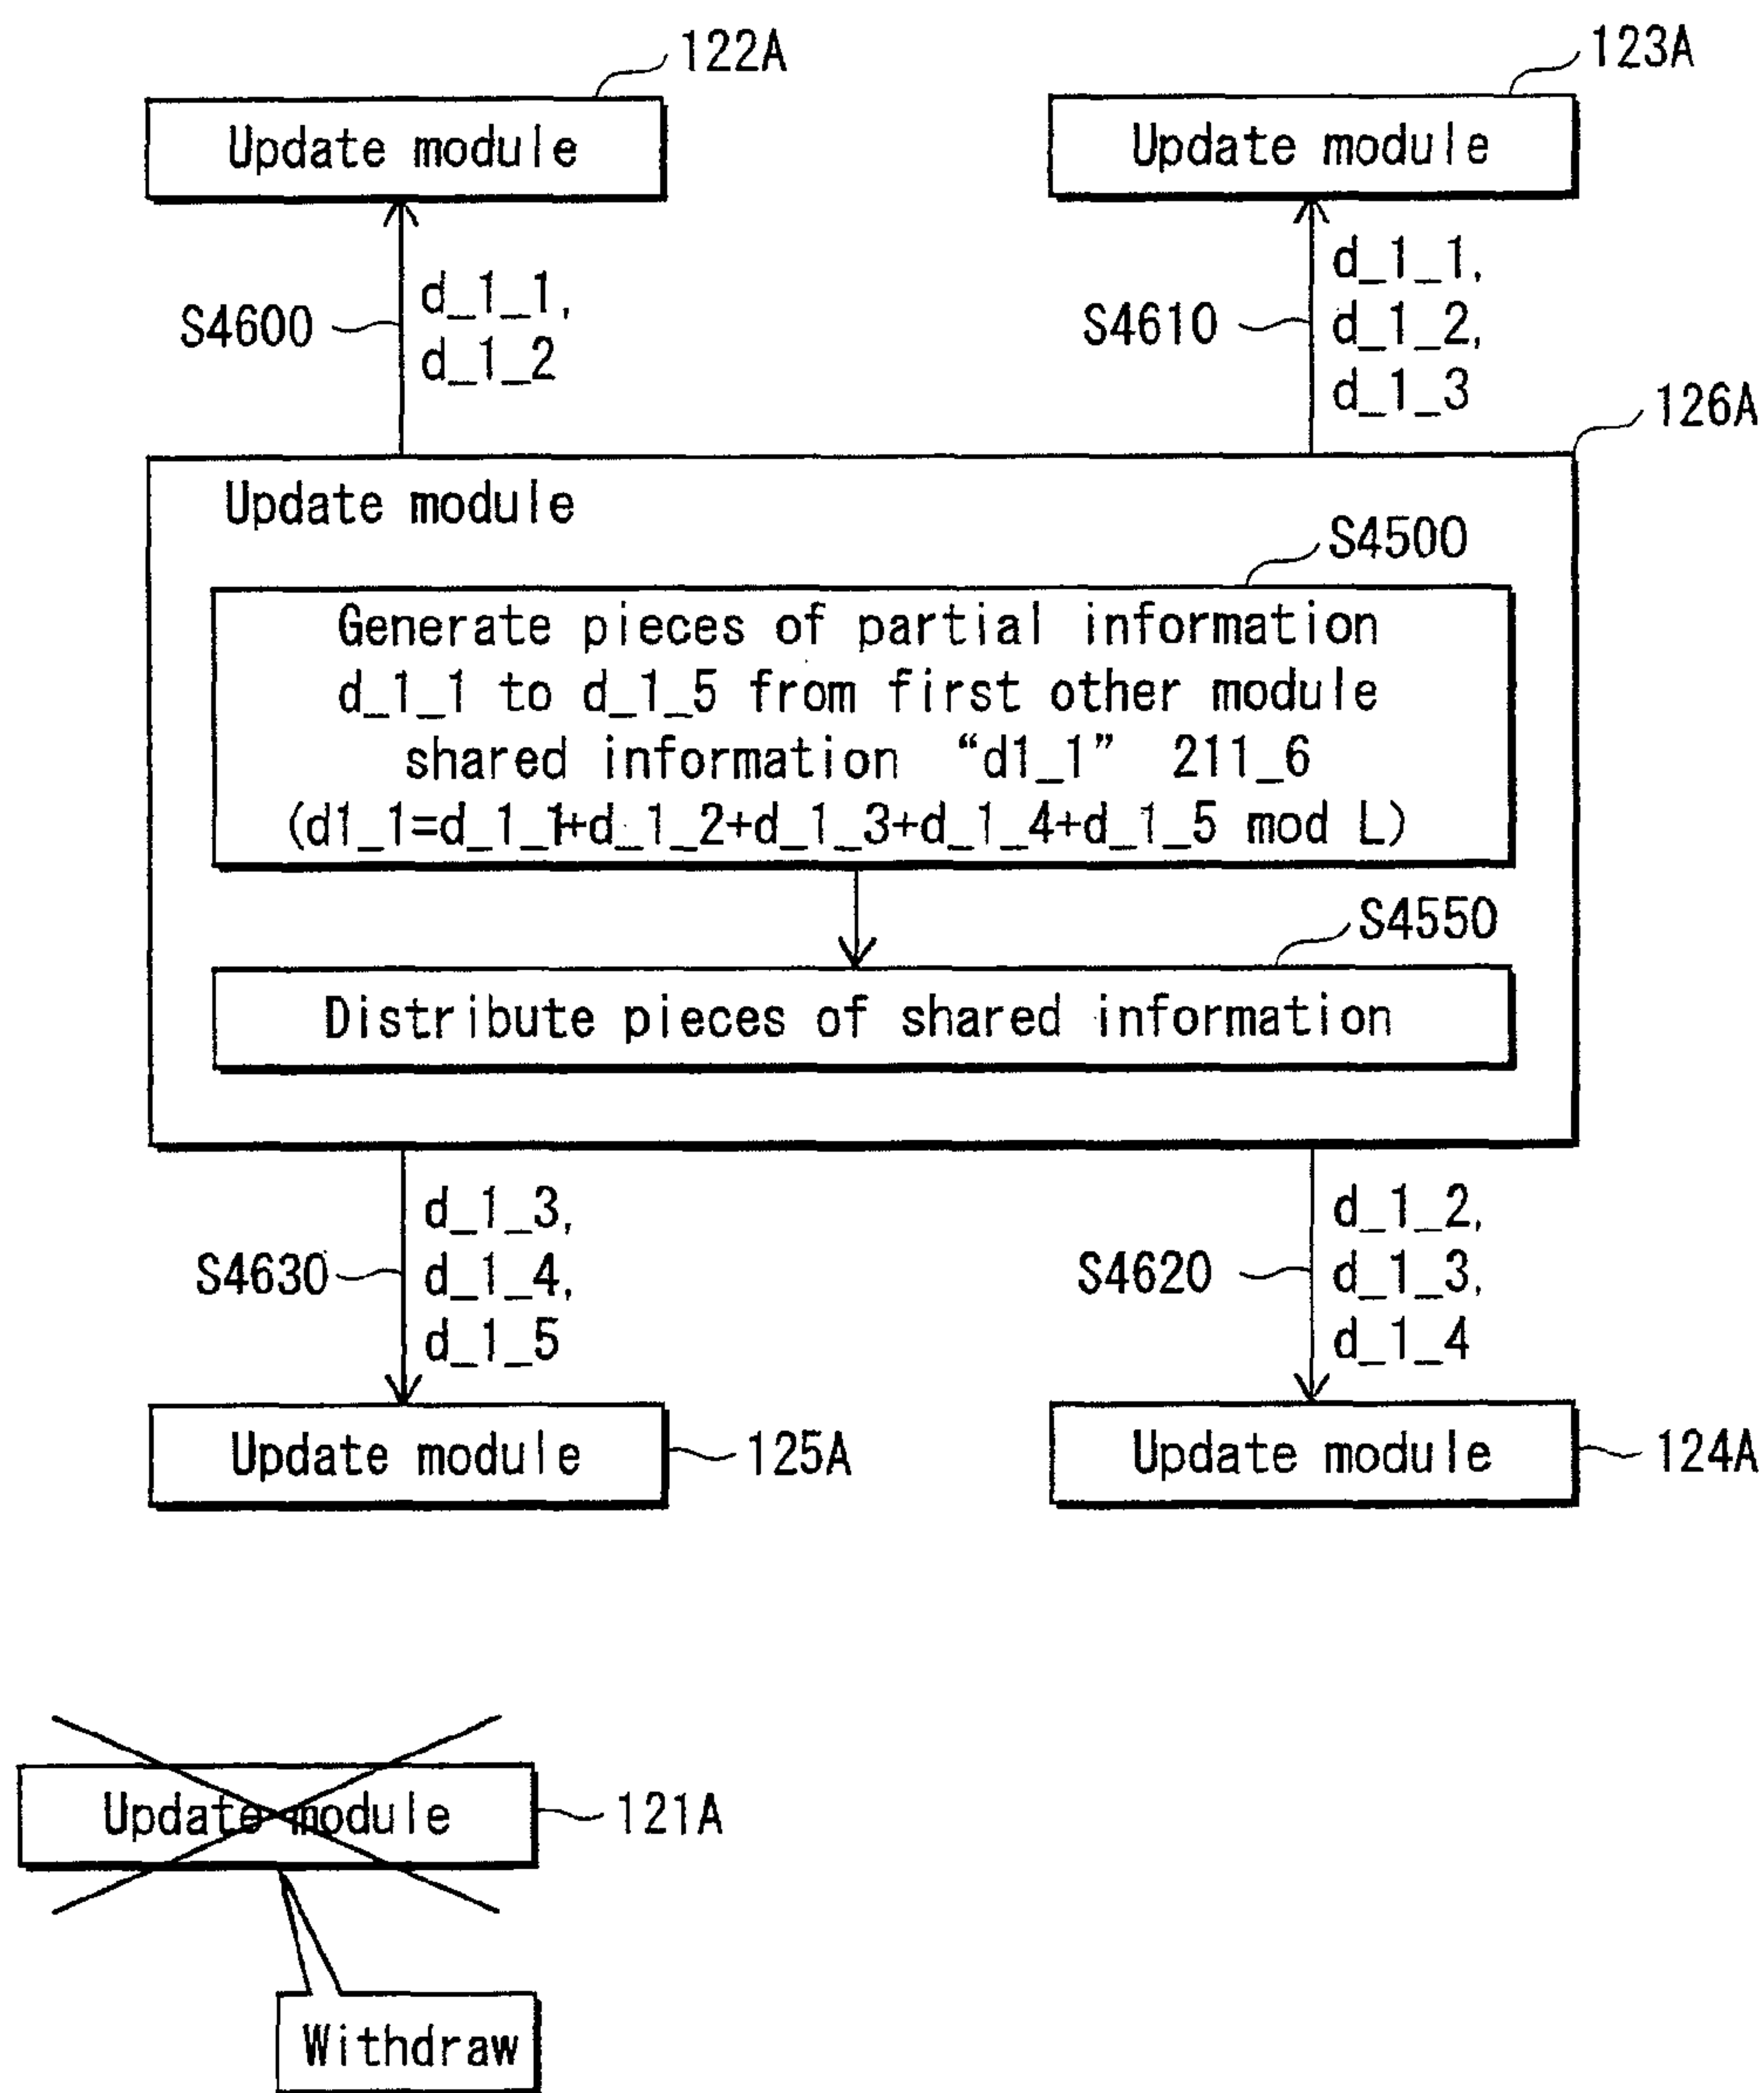 122A
123A
Update module
Update module
S4600
d_1_1,
d_1_2
S4610
d_1_1,
d_1_2,
d_1_3
126A
Update module
S4500
Generate pieces of partial information
d_1_1 to d_1_5 from first other module
shared information “d1_1” 211_6
(d1_1=d_1_1+d_1_2+d_1_3+d_1_4+d_1_5 mod L)
S4550
Distribute pieces of shared information
S4630
d_1_3,
d_1_4,
d_1_5
S4620
d_1_2,
d_1_3,
d_1_4
Update module
125A
Update module
124A
Update module
121A
Withdraw